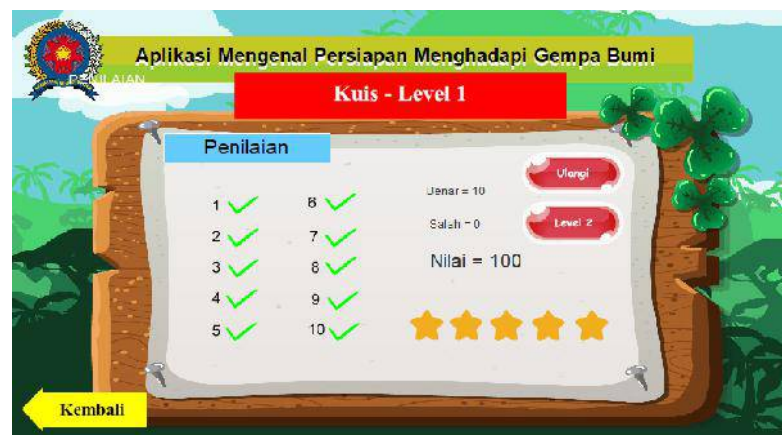 Aplikasi Mengenal Persiapan Menghadapi Gempa Bumi
PENILAIAN
Kuis - Level 1
Penilaian
1
2
3
4
5
6
7
8
9
10
Benar = 10
Salah = 0
Nilai = 100
Ulangi
Level 2
Kembali